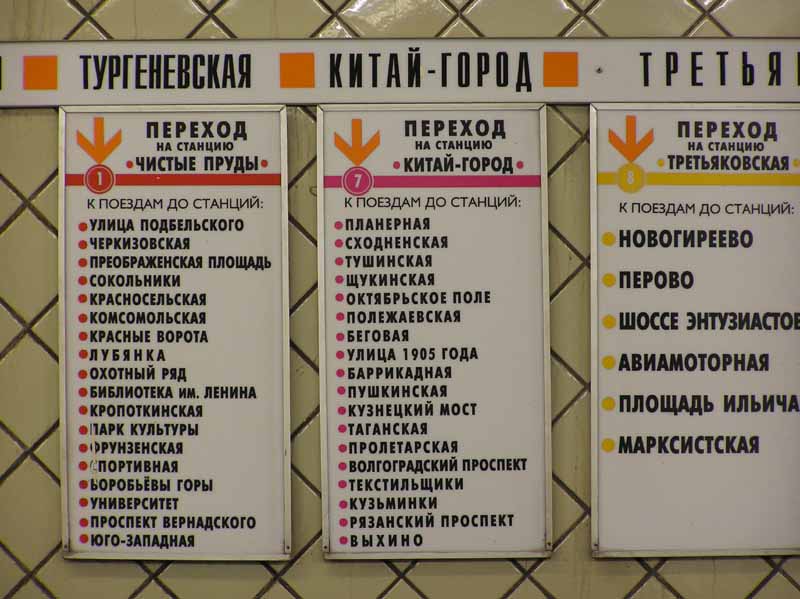 ТУРГЕНЕВСКАЯ
КИТАЙ-ГОРОД
ТРЕТЬЯ
ПЕРЕХОД
НА СТАНЦИЮ
•ЧИСТЫЕ ПРУДЫ•
1
К ПОЕЗДАМ ДО СТАНЦИЙ:
УЛИЦА ПОДБЕЛЬСКОГО
ЧЕРКИЗОВСКАЯ
ПРЕОБРАЖЕНСКАЯ ПЛОЩАДЬ
СОКОЛЬНИКИ
КРАСНОСЕЛЬСКАЯ
КОМСОМОЛЬСКАЯ
КРАСНЫЕ ВОРОТА
ЛУБЯНКА
ОХОТНЫЙ РЯД
БИБЛИОТЕКА ИМ. ЛЕНИНА
КРОПОТКИНСКАЯ
ПАРК КУЛЬТУРЫ
ФРУНЗЕНСКАЯ
СПОРТИВНАЯ
ВОРОБЬЁВЫ ГОРЫ
УНИВЕРСИТЕТ
ПРОСПЕКТ ВЕРНАДСКОГО
ЮГО-ЗАПАДНАЯ
ПЕРЕХОД
НА СТАНЦИЮ
•КИТАЙ-ГОРОД•
7
К ПОЕЗДАМ ДО СТАНЦИЙ:
ПЛАНЕРНАЯ
СХОДНЕНСКАЯ
ТУШИНСКАЯ
ЩУКИНСКАЯ
ОКТЯБРЬСКОЕ ПОЛЕ
ПОЛЕЖАЕВСКАЯ
БЕГОВАЯ
УЛИЦА 1905 ГОДА
БАРРИКАДНАЯ
ПУШКИНСКАЯ
КУЗНЕЦКИЙ МОСТ
ТАГАНСКАЯ
ПРОЛЕТАРСКАЯ
ВОЛГОГРАДСКИЙ ПРОСПЕКТ
ТЕКСТИЛЬЩИКИ
КУЗЬМИНКИ
РЯЗАНСКИЙ ПРОСПЕКТ
ВЫХИНО
ПЕРЕХОД
НА СТАНЦИЮ
•ТРЕТЬЯКОВСКАЯ
8
К ПОЕЗДАМ ДО СТАНЦИЙ:
НОВОГИРЕЕВО
ПЕРОВО
ШОССЕ ЭНТУЗИАСТОВ
АВИАМОТОРНАЯ
ПЛОЩАДЬ ИЛЬИЧА
МАРКСИСТСКАЯ